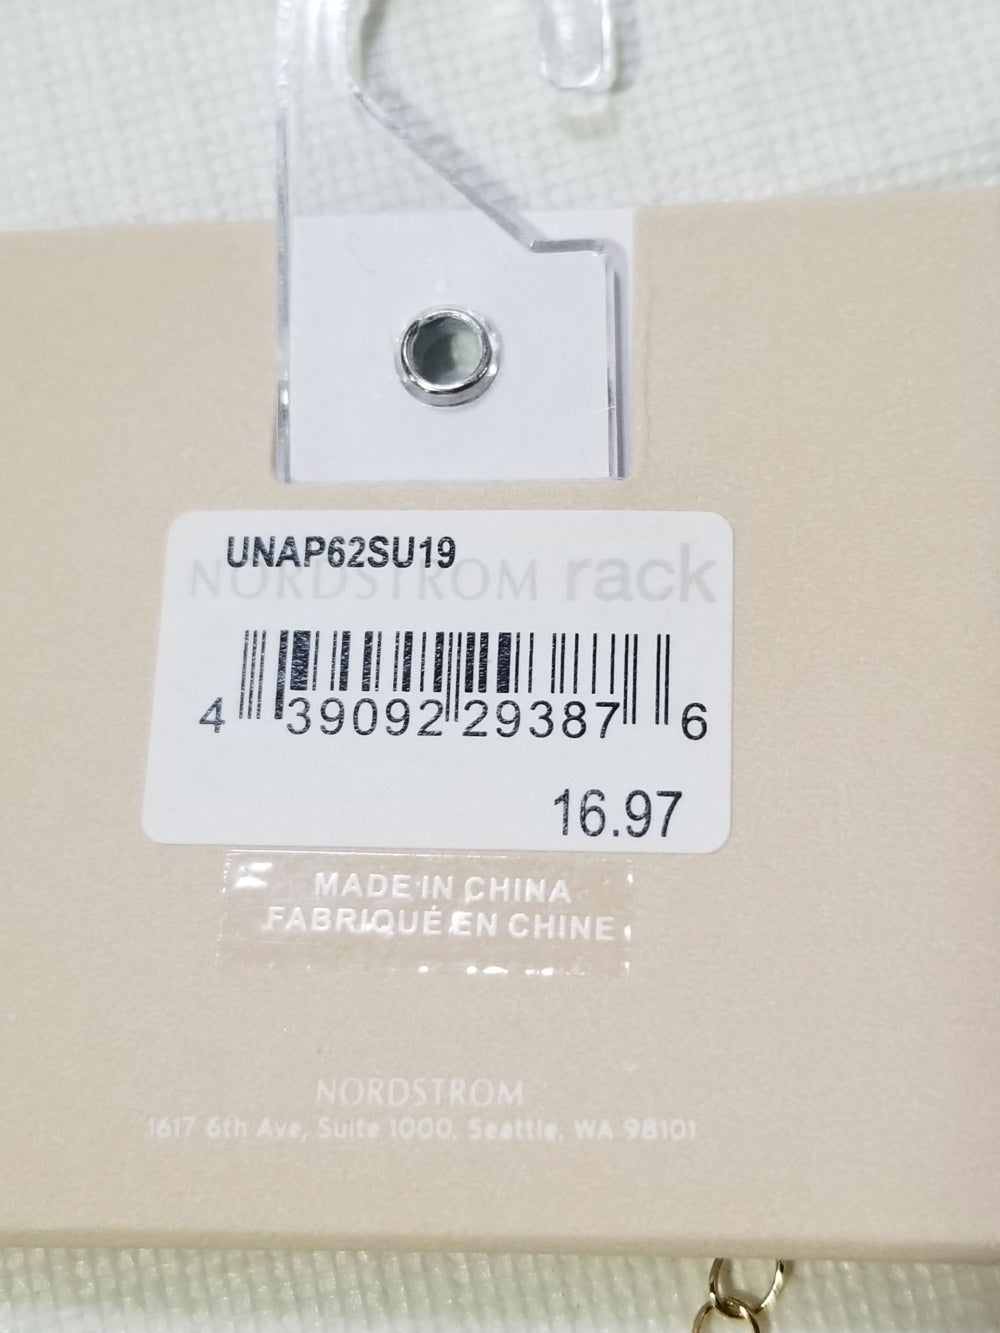 UNAP62SU19
NORDSTROM rack
4 39092 29387 6
16.97
MADE IN CHINA
FABRIQUÉ EN CHINE
NORDSTROM
1617 6th Ave, Suite 1000, Seattle, WA 98101